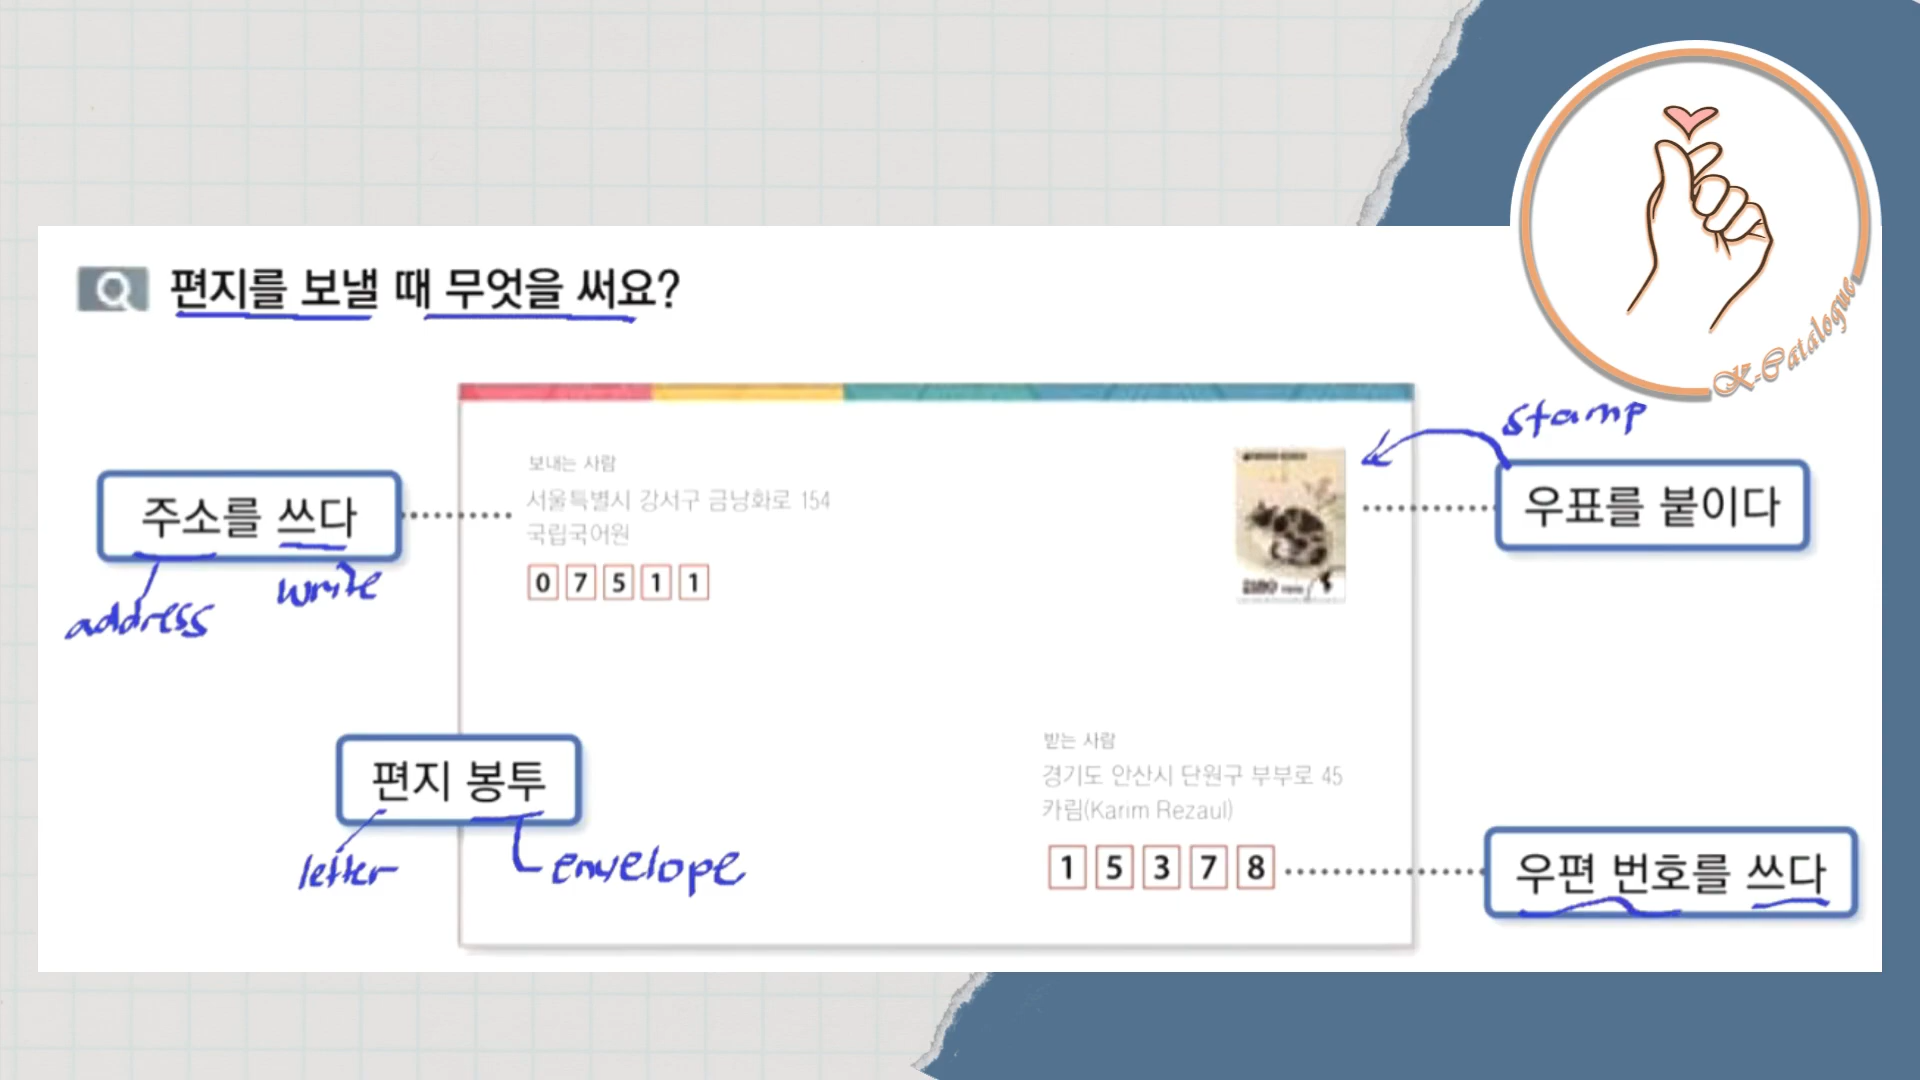 편지를 보낼 때 무엇을 써요?
K-Catalogue
stamp
보내는 사람
주소를 쓰다
서울특별시 강서구 금낭화로 154
우표를 붙이다
국립국어원
0 7 5 1 1
address
write
편지 봉투
받는 사람
경기도 안산시 단원구 부부로 45
카림(Karim Rezaul)
letter
envelope
1 5 3 7 8
우편 번호를 쓰다